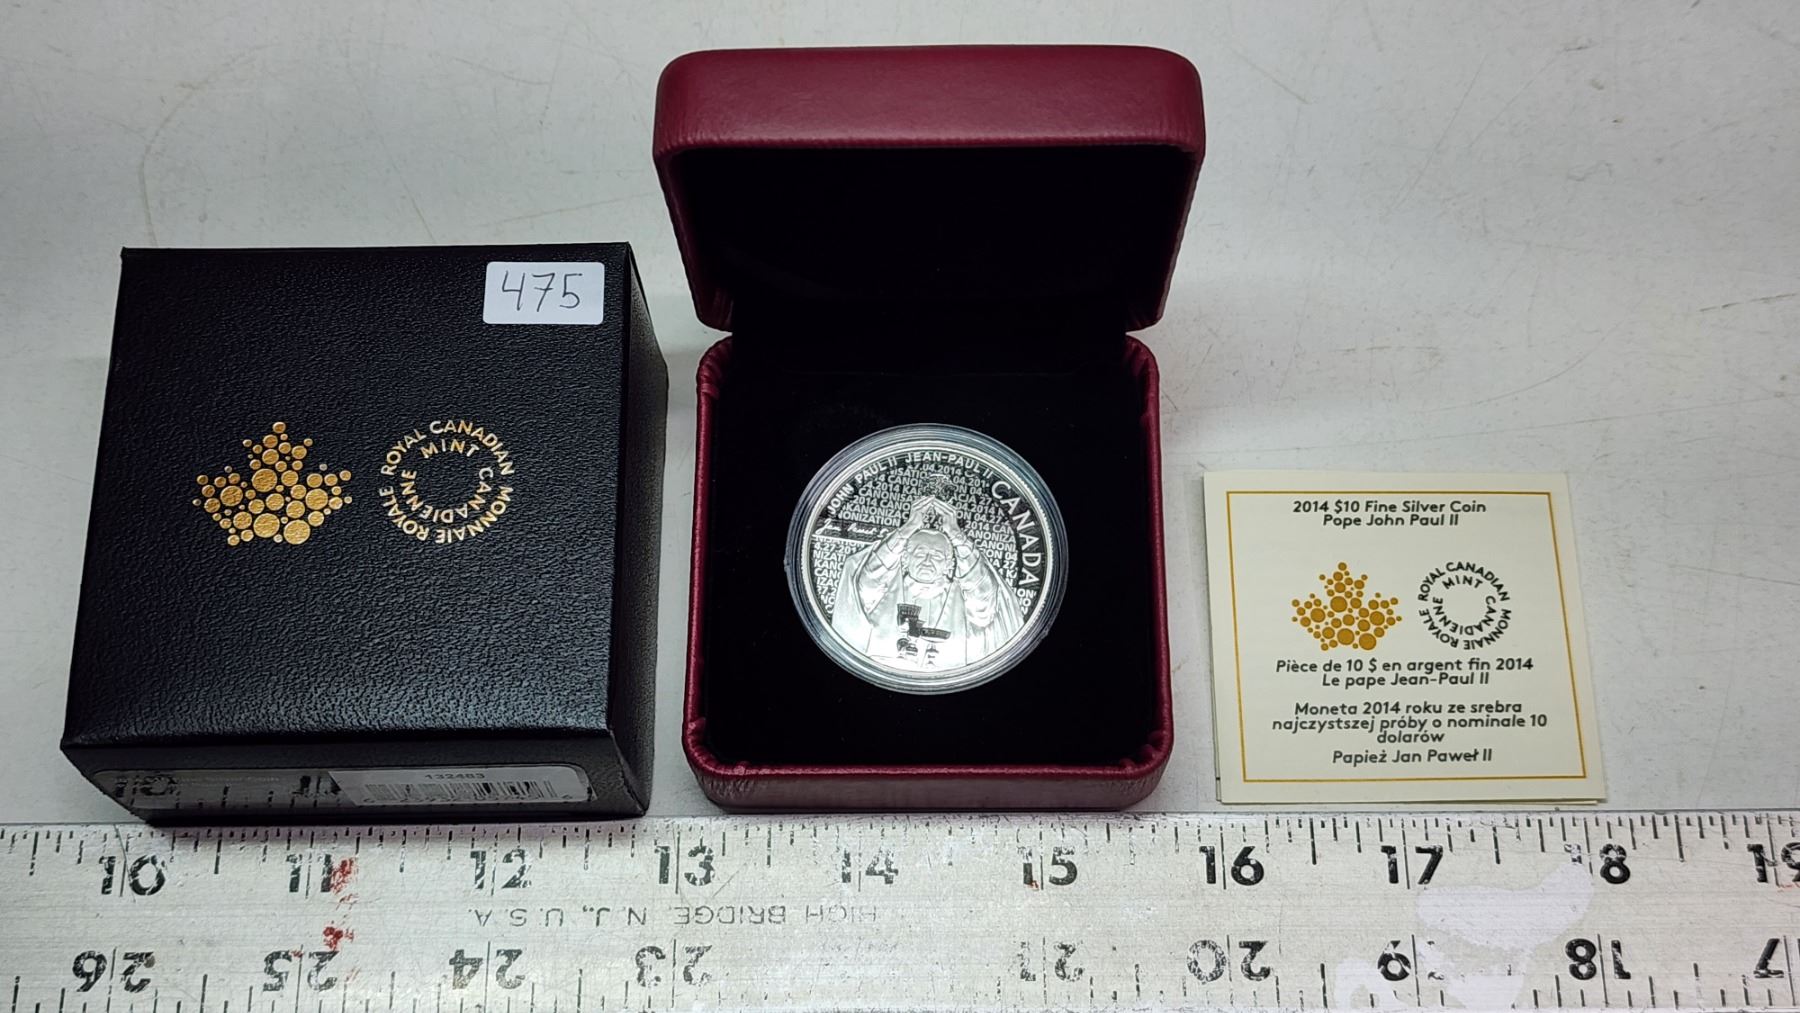 475
ROYAL CANADIAN MINT
MONNAIE ROYALE CANADIENNE
132483
JOHN PAUL II JEAN-PAUL II
CANADA
2014 $10 Fine Silver Coin
Pope John Paul II
ROYAL CANADIAN MINT
MONNAIE ROYALE CANADIENNE
Pièce de 10 $ en argent fin 2014
Le pape Jean-Paul II
Moneta 2014 roku ze srebra
najczystszej próby o nominale 10
dolarów
Papież Jan Paweł II
10 11 12 13 14 15 16 17 18 19
HIGH BRIDGE, N.J., U.S.A.
26 25 24 23 21 20 19 18 17